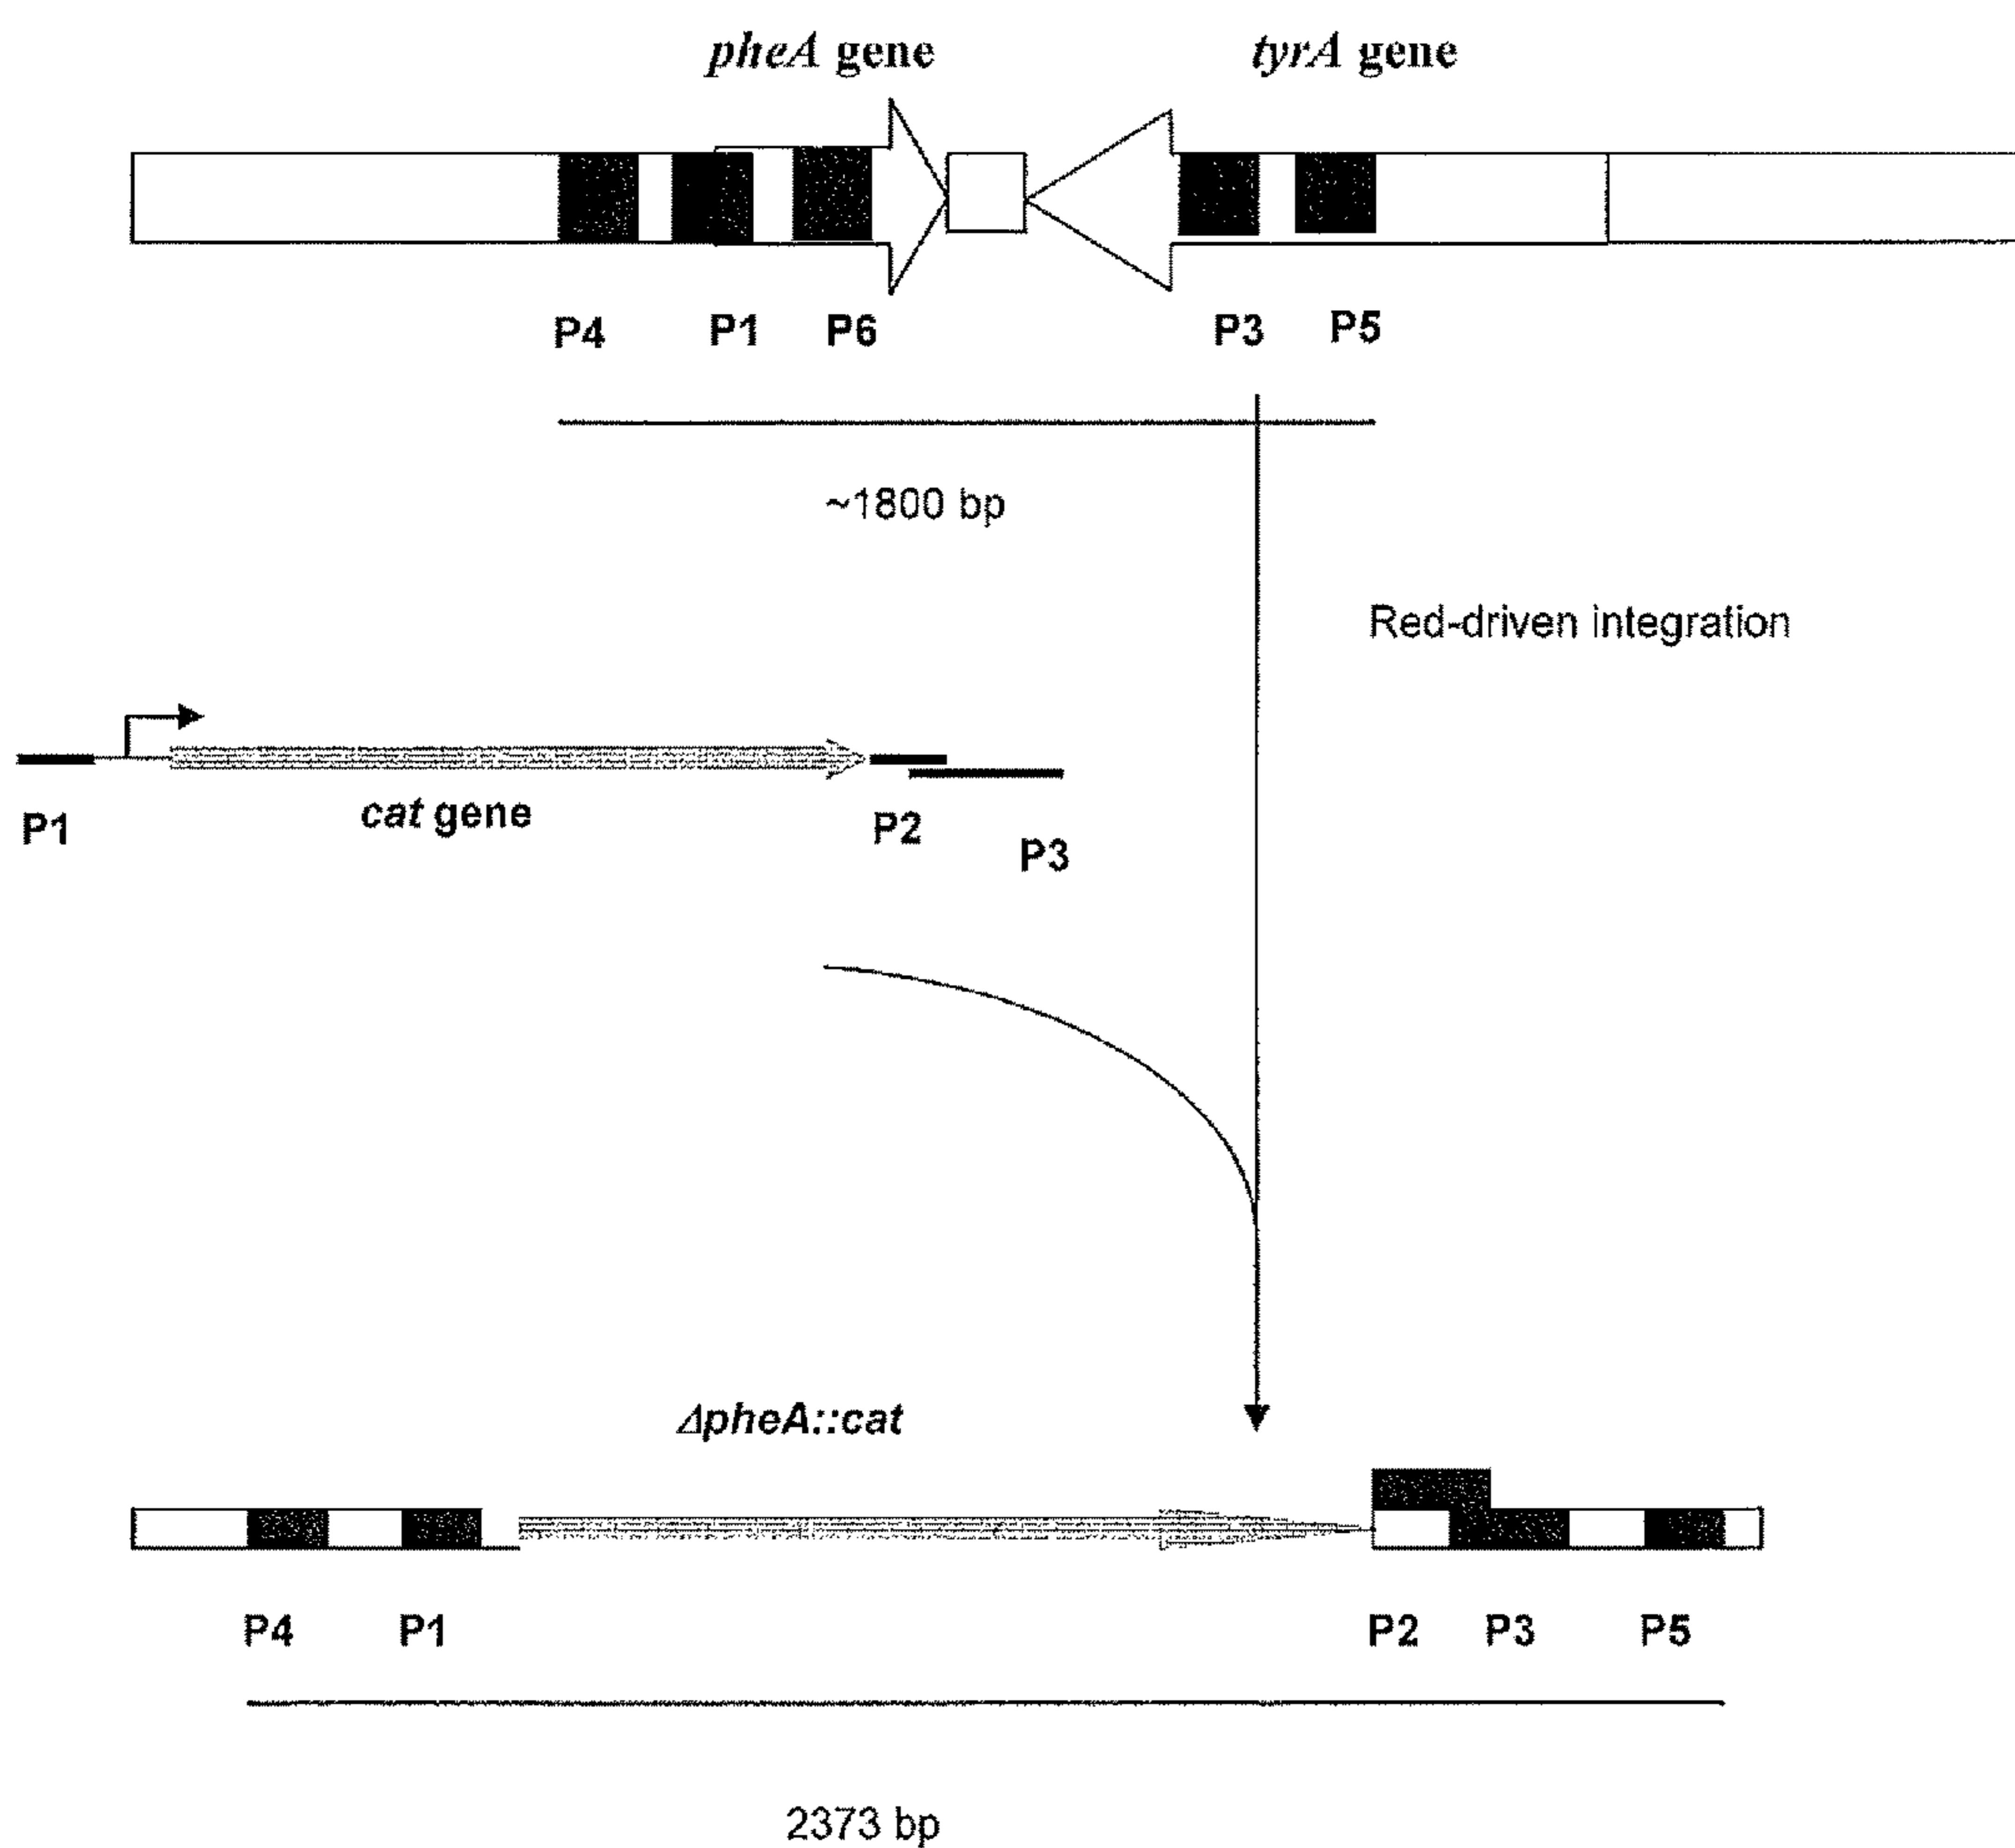 pheA gene tyrA gene
P4 P1 P6 P3 P5
~1800 bp
Red-driven integration
cat gene
P1 P2
P3
ΔpheA::cat
P4 P1 P2 P3 P5
2373 bp